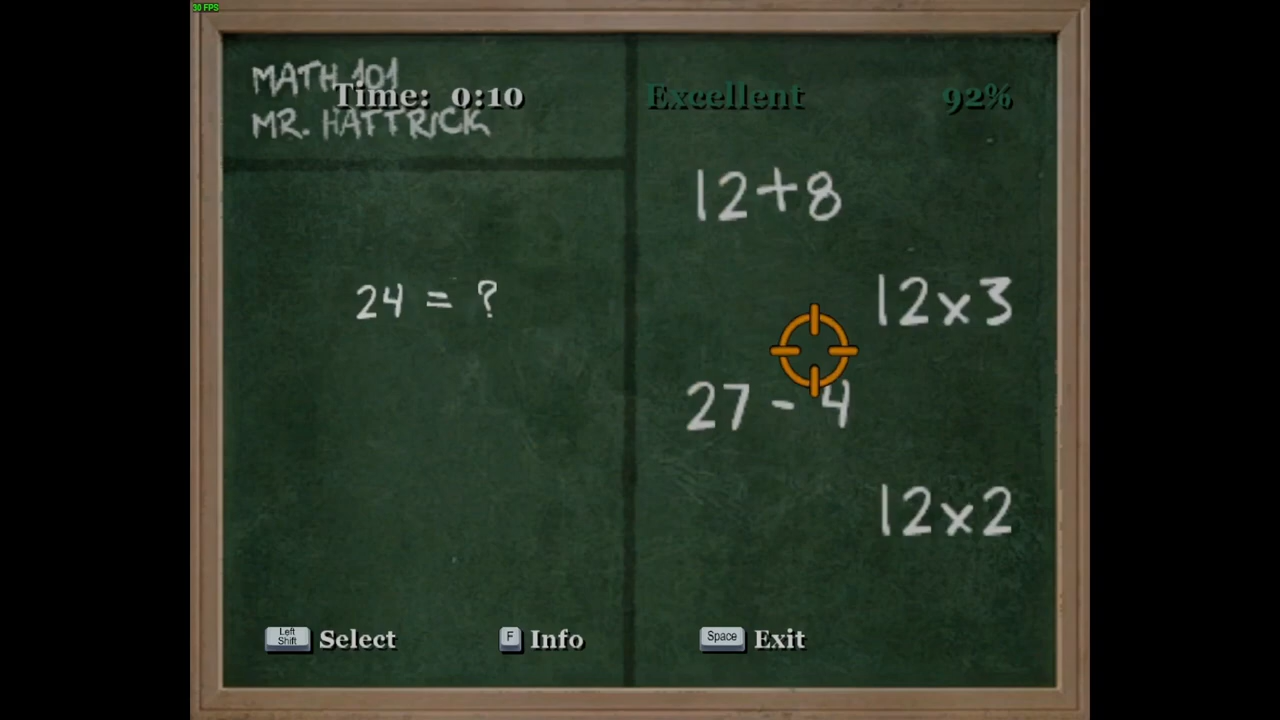 30 FPS
MATH 101
Time: 0:10
Excellent 92%
MR. HATTRICK
12+8
24 = ?
12x3
27 - 4
12x2
Left Shift Select
F Info
Space Exit